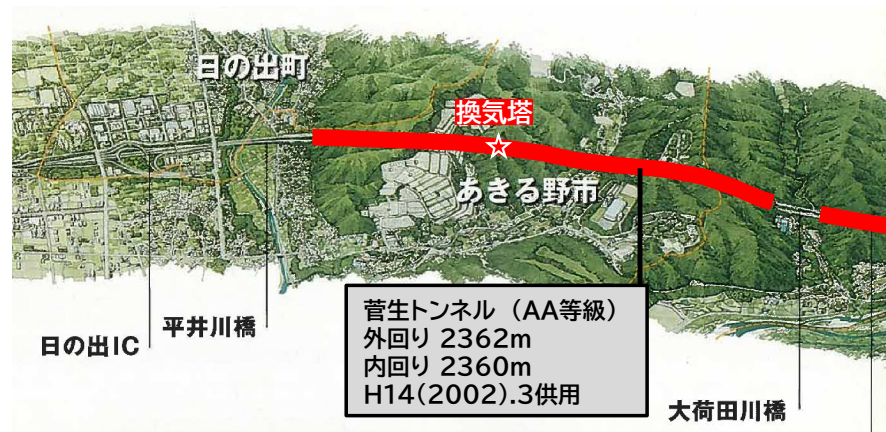 日の出町
換気塔
☆
あきる野市
菅生トンネル （AA等級）
外回り 2362m
内回り 2360m
H14(2002).3供用
日の出IC
平井川橋
大荷田川橋